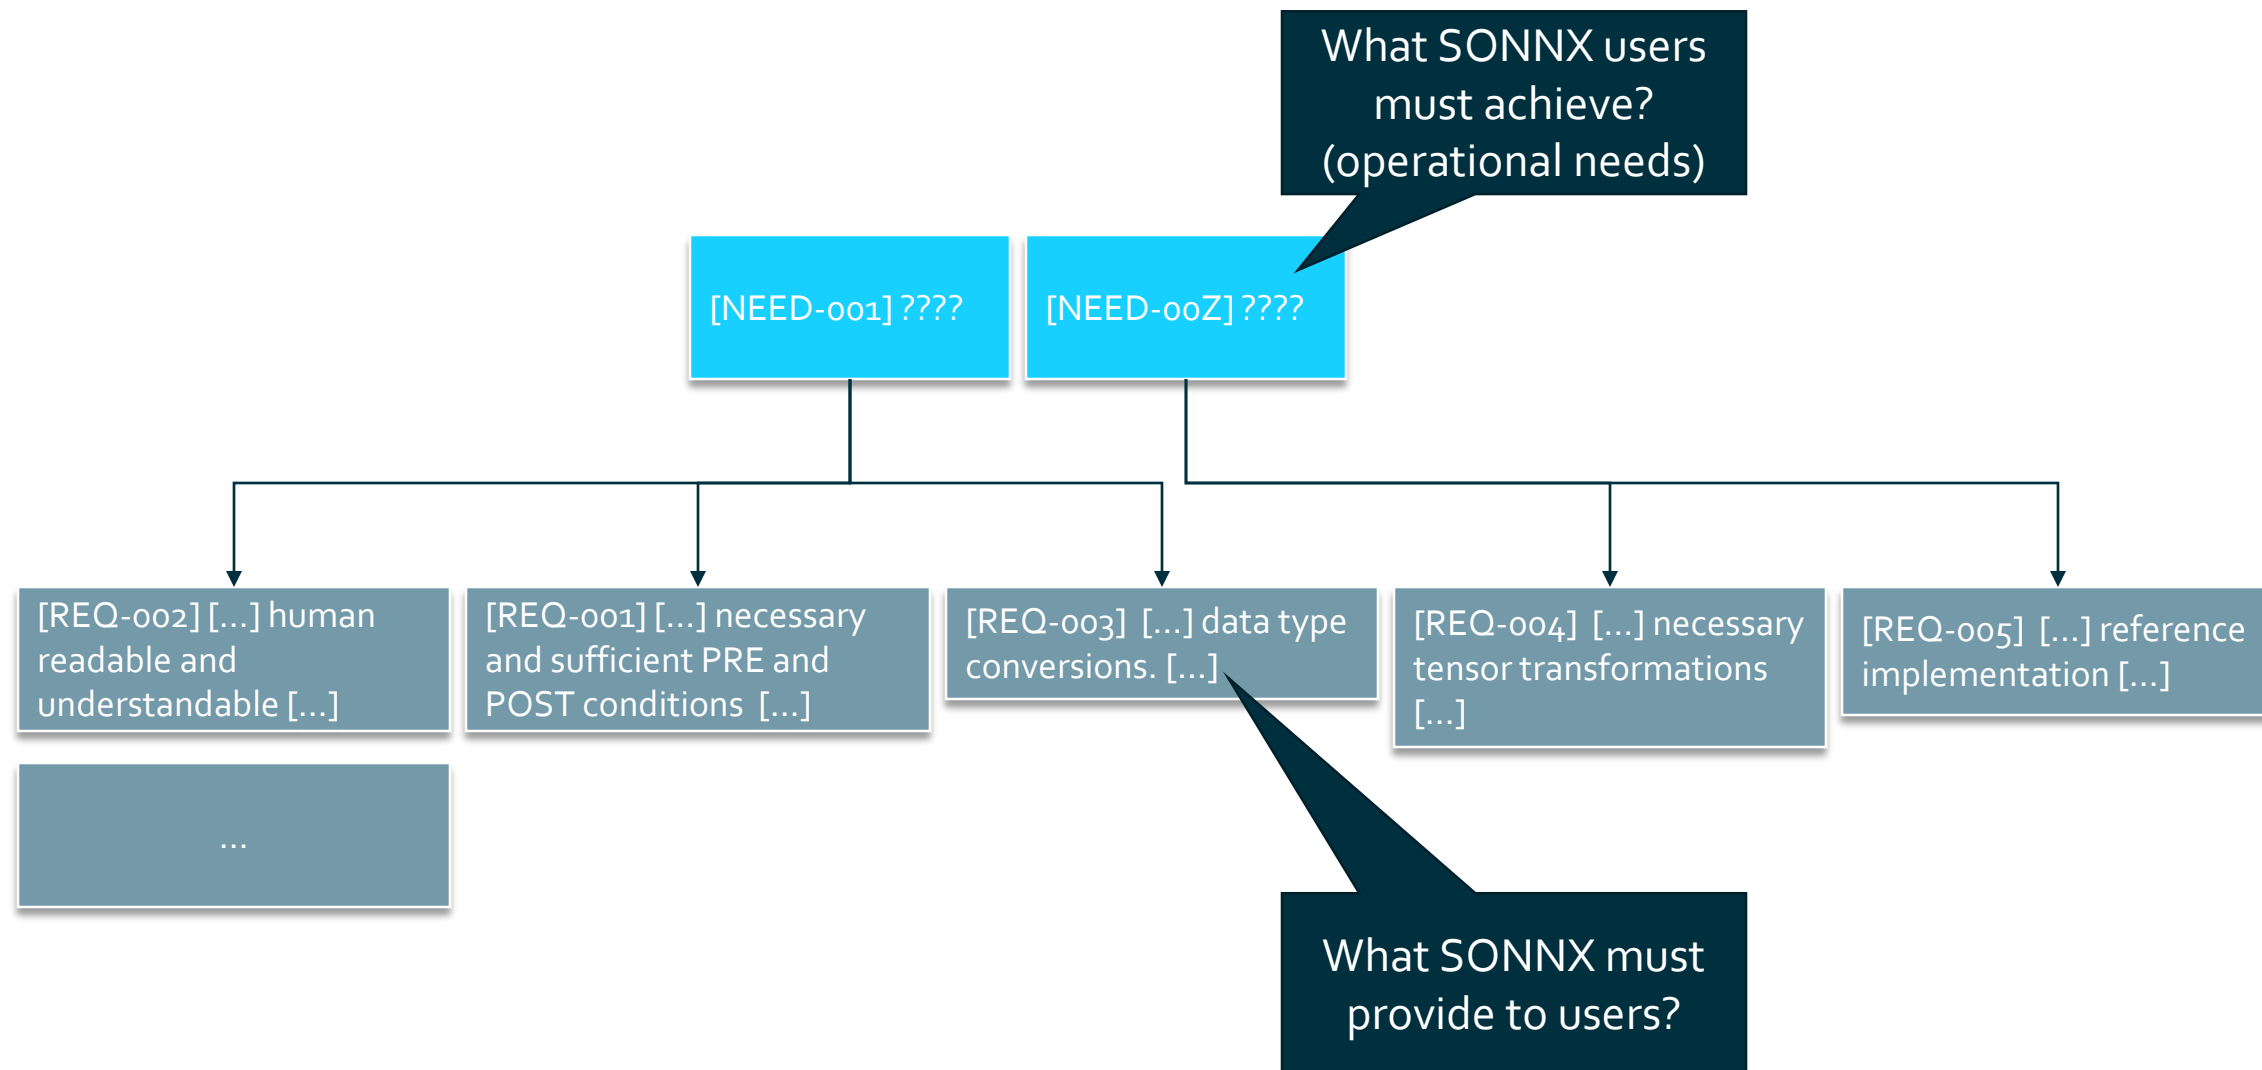 What SONNX users
must achieve?
(operational needs)
[NEED-001] ????
[NEED-00Z] ????
[REQ-002] [...] human
readable and
understandable [...]
[REQ-001] [...] necessary
and sufficient PRE and
POST conditions [...]
[REQ-003] [...] data type
conversions. [...]
[REQ-004] [...] necessary
tensor transformations
[...]
[REQ-005] [...] reference
implementation [...]
...
What SONNX must
provide to users?